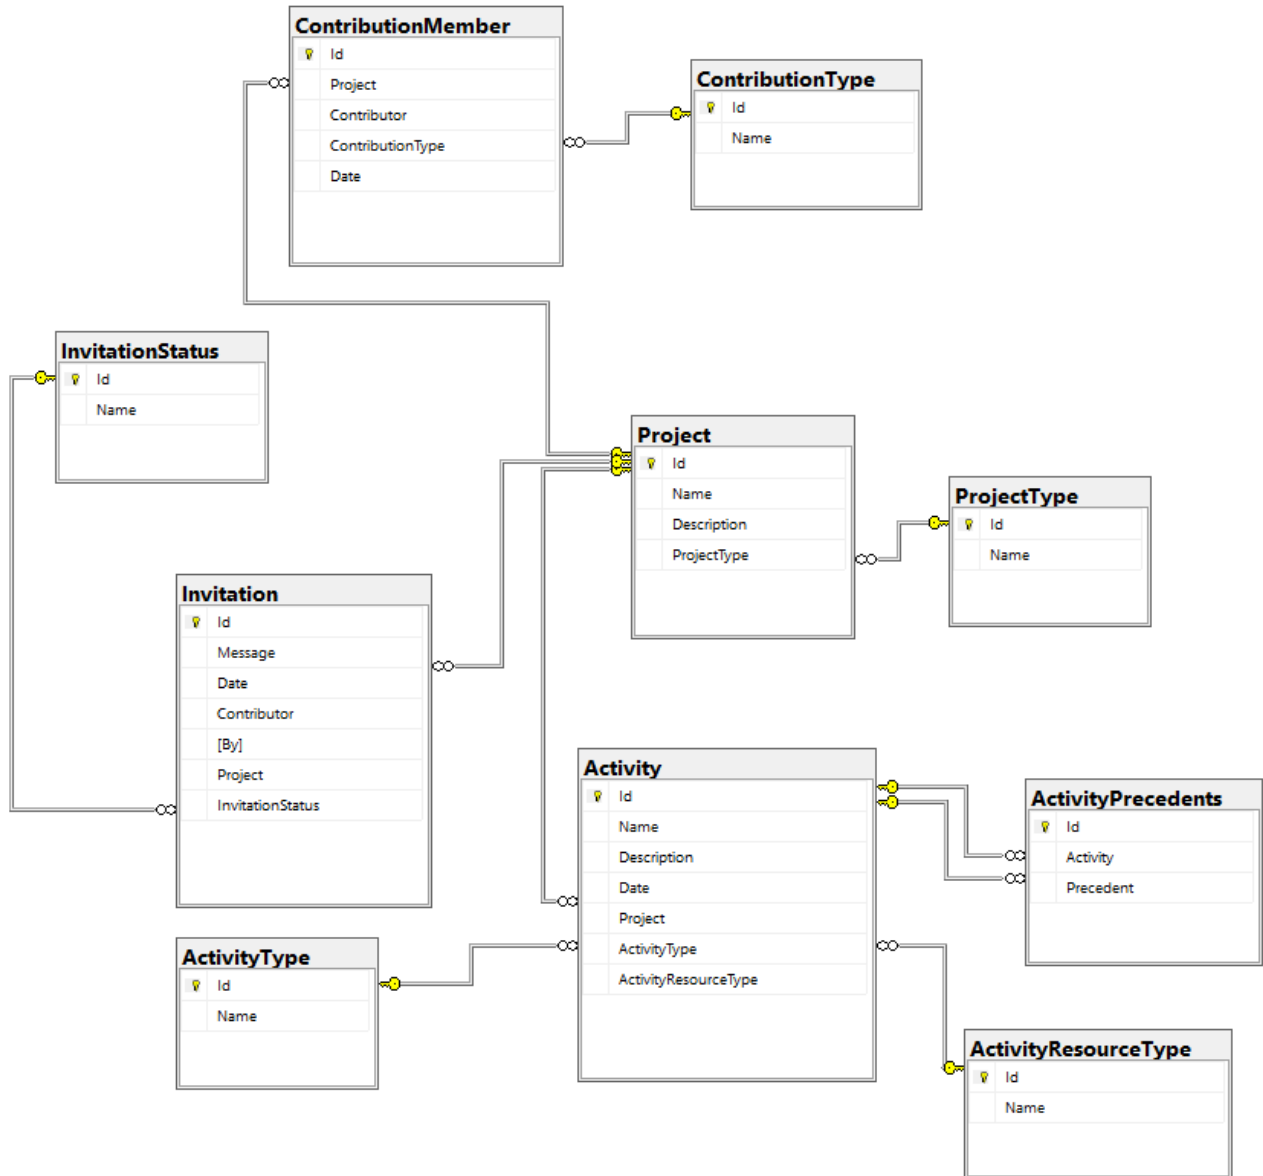 ContributionMember
Id
Project
Contributor
ContributionType
Date
ContributionType
Id
Name
InvitationStatus
Id
Name
Project
Id
Name
Description
ProjectType
ProjectType
Id
Name
Invitation
Id
Message
Date
Contributor
[By]
Project
InvitationStatus
Activity
Id
Name
Description
Date
Project
ActivityType
ActivityResourceType
ActivityPrecedents
Id
Activity
Precedent
ActivityType
Id
Name
ActivityResourceType
Id
Name